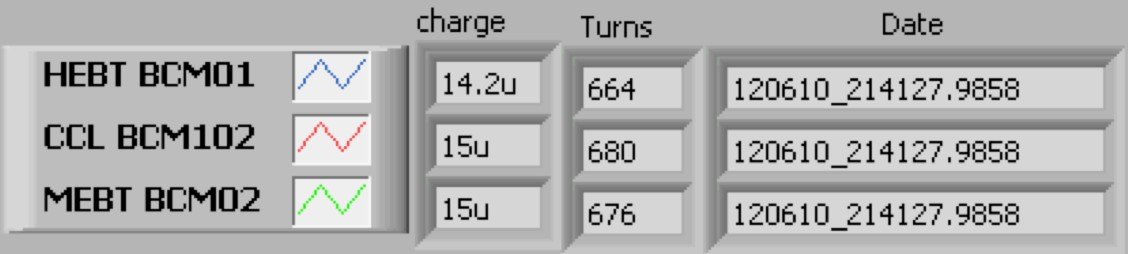 charge Turns Date
HEBT BCM01 14.2u 664 120610_214127.9858
CCL BCM102 15u 680 120610_214127.9858
MEBT BCM02 15u 676 120610_214127.9858